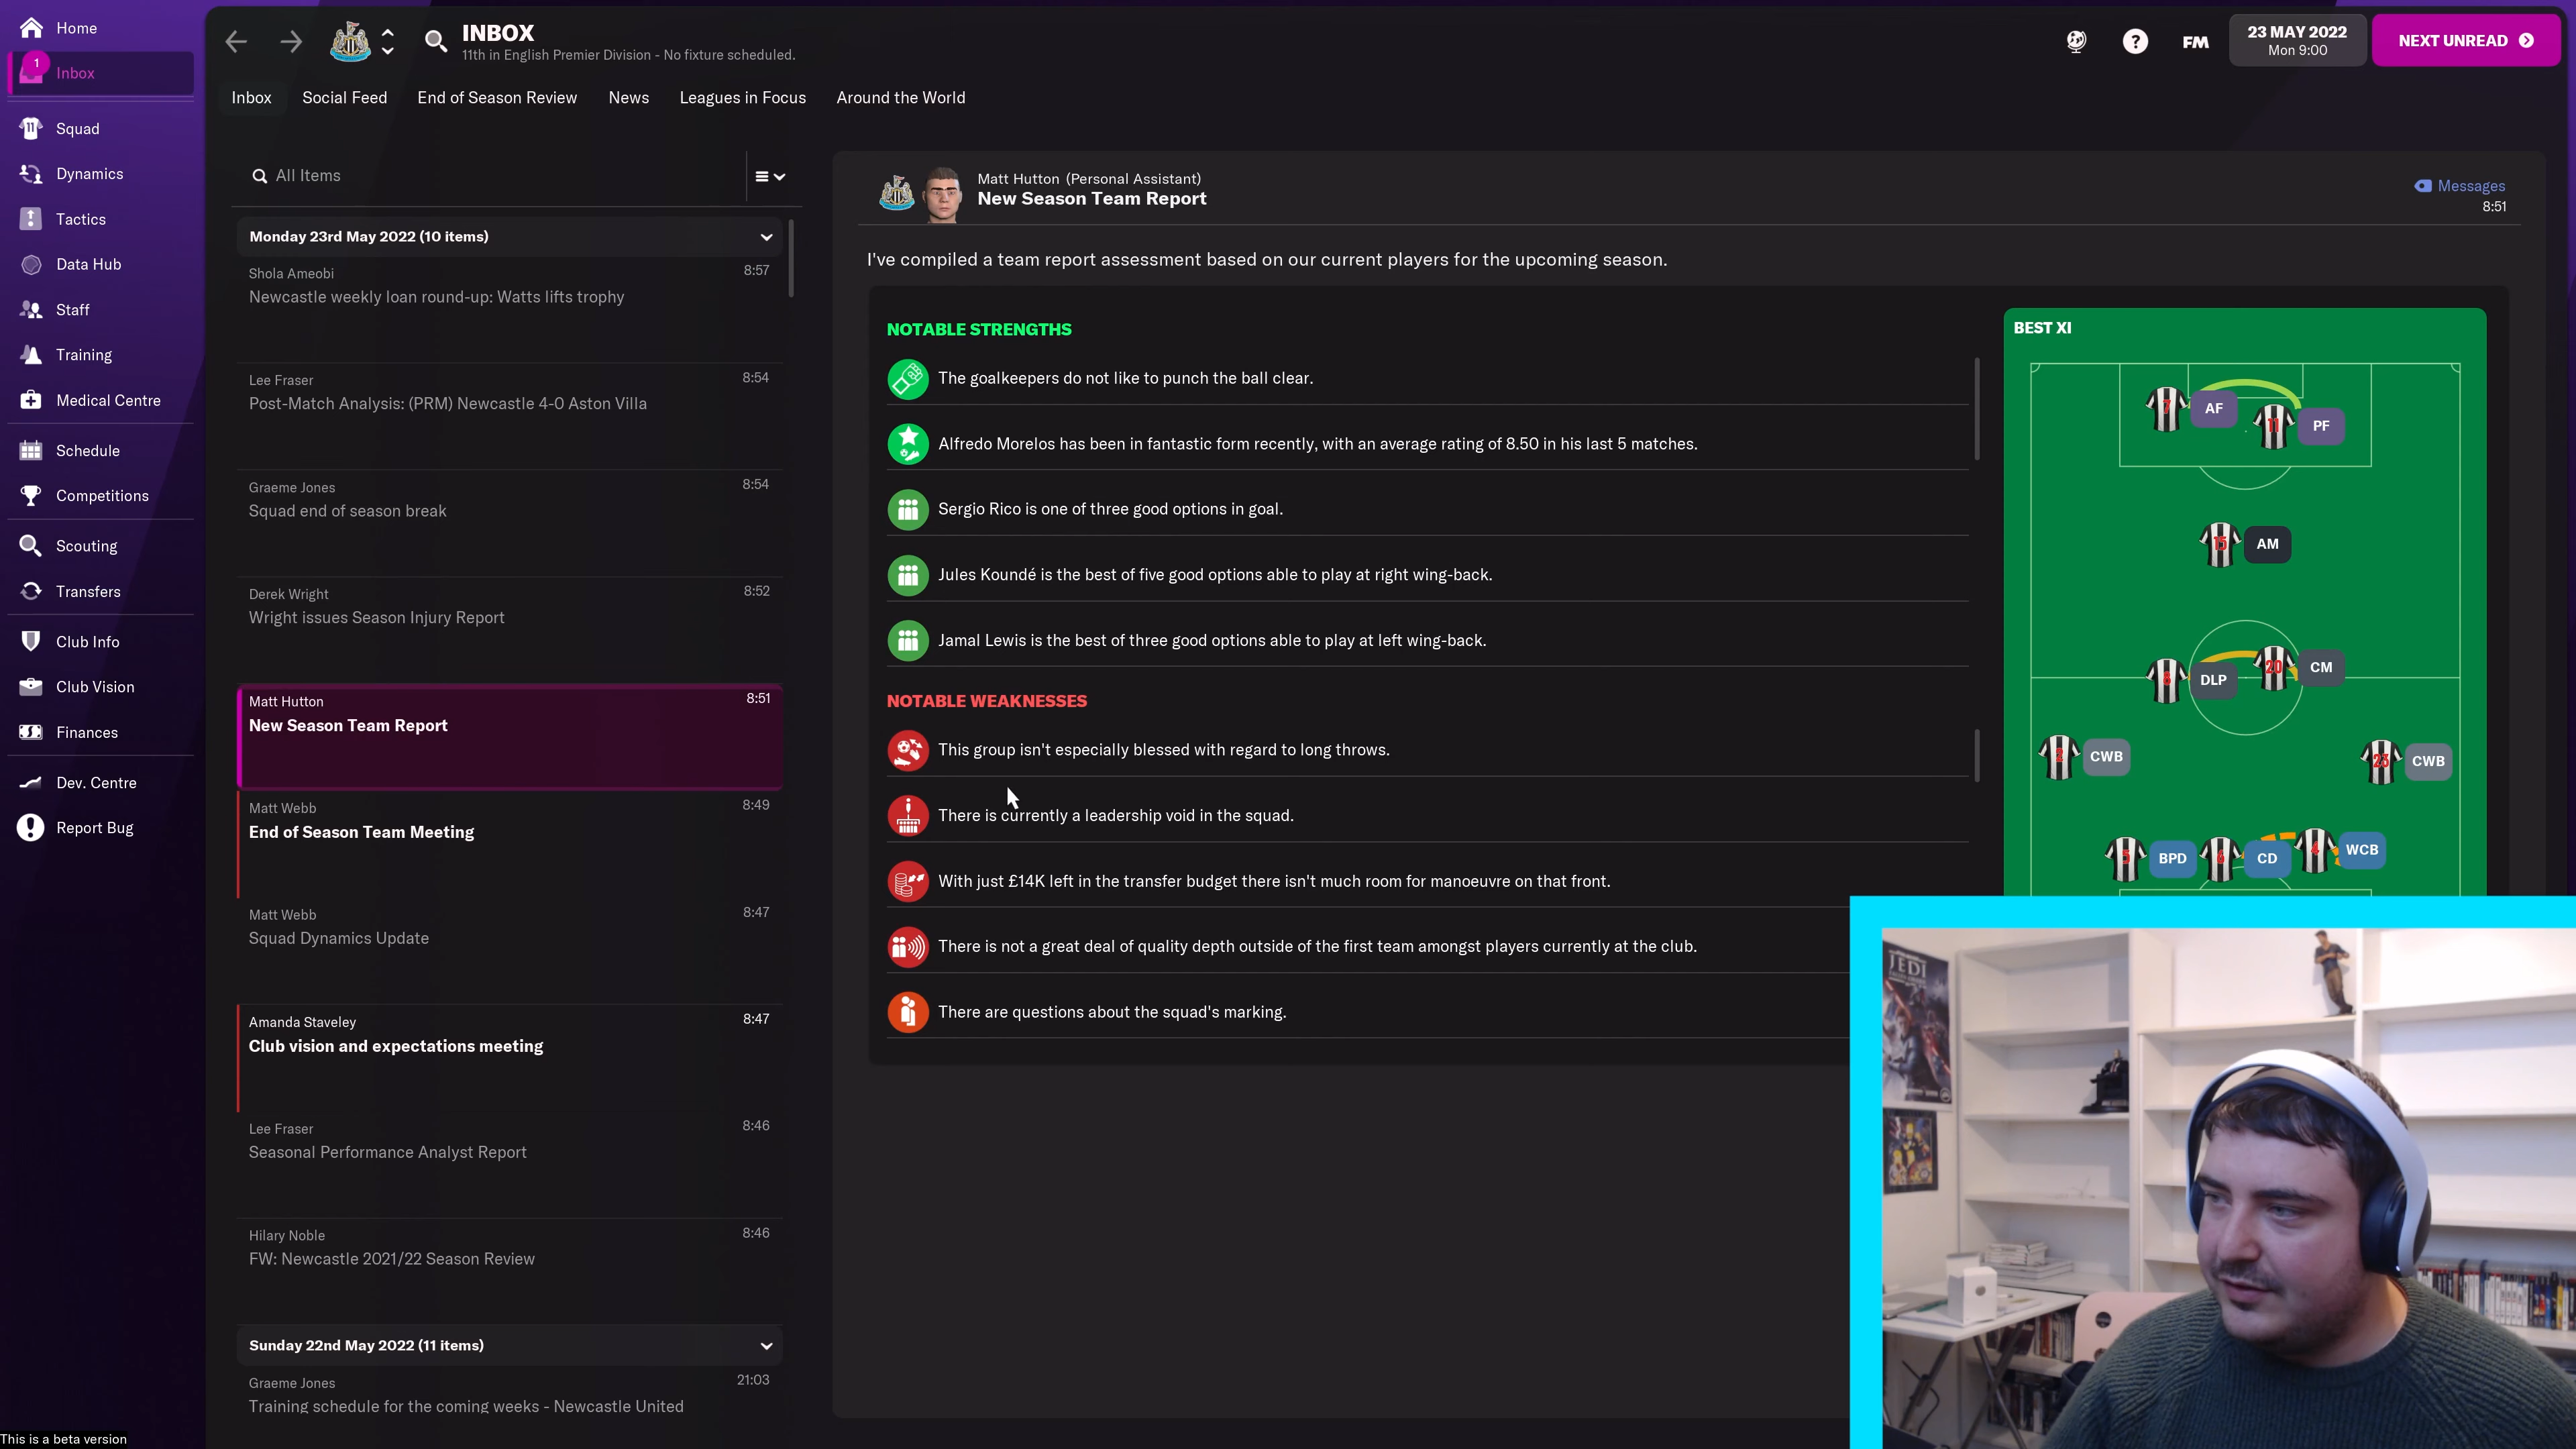 Home
Inbox
1
Squad
Dynamics
Tactics
Data Hub
Staff
Training
Medical Centre
Schedule
Competitions
Scouting
Transfers
Club Info
Club Vision
Finances
Dev. Centre
Report Bug
This is a beta version
INBOX
11th in English Premier Division - No fixture scheduled.
FM
23 MAY 2022
Mon 9:00
NEXT UNREAD
Inbox
Social Feed
End of Season Review
News
Leagues in Focus
Around the World
All Items
Monday 23rd May 2022 (10 items)
Shola Ameobi 8:57
Newcastle weekly loan round-up: Watts lifts trophy
Lee Fraser 8:54
Post-Match Analysis: (PRM) Newcastle 4-0 Aston Villa
Graeme Jones 8:54
Squad end of season break
Derek Wright 8:52
Wright issues Season Injury Report
Matt Hutton 8:51
New Season Team Report
Matt Webb 8:49
End of Season Team Meeting
Matt Webb 8:47
Squad Dynamics Update
Amanda Staveley 8:47
Club vision and expectations meeting
Lee Fraser 8:46
Seasonal Performance Analyst Report
Hilary Noble 8:46
FW: Newcastle 2021/22 Season Review
Sunday 22nd May 2022 (11 items)
Graeme Jones 21:03
Training schedule for the coming weeks - Newcastle United
Matt Hutton (Personal Assistant)
New Season Team Report
Messages
8:51
I've compiled a team report assessment based on our current players for the upcoming season.
NOTABLE STRENGTHS
The goalkeepers do not like to punch the ball clear.
Alfredo Morelos has been in fantastic form recently, with an average rating of 8.50 in his last 5 matches.
Sergio Rico is one of three good options in goal.
Jules Koundé is the best of five good options able to play at right wing-back.
Jamal Lewis is the best of three good options able to play at left wing-back.
NOTABLE WEAKNESSES
This group isn't especially blessed with regard to long throws.
There is currently a leadership void in the squad.
With just £14K left in the transfer budget there isn't much room for manoeuvre on that front.
There is not a great deal of quality depth outside of the first team amongst players currently at the club.
There are questions about the squad's marking.
BEST XI
7 AF
11 PF
15 AM
8 DLP
20 CM
2 CWB
23 CWB
5 BPD
6 CD
4 WCB
JEDI